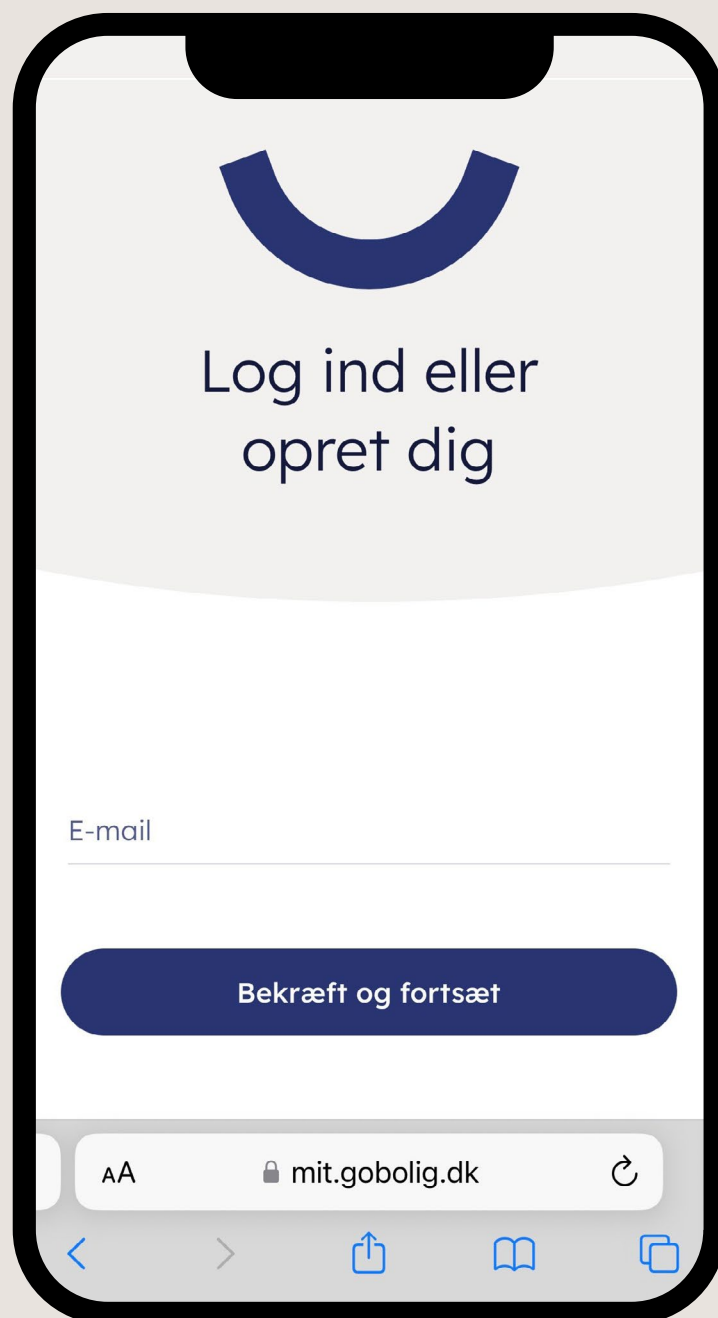 Log ind eller
opret dig
E-mail
Bekræft og fortsæt
AA mit.gobolig.dk